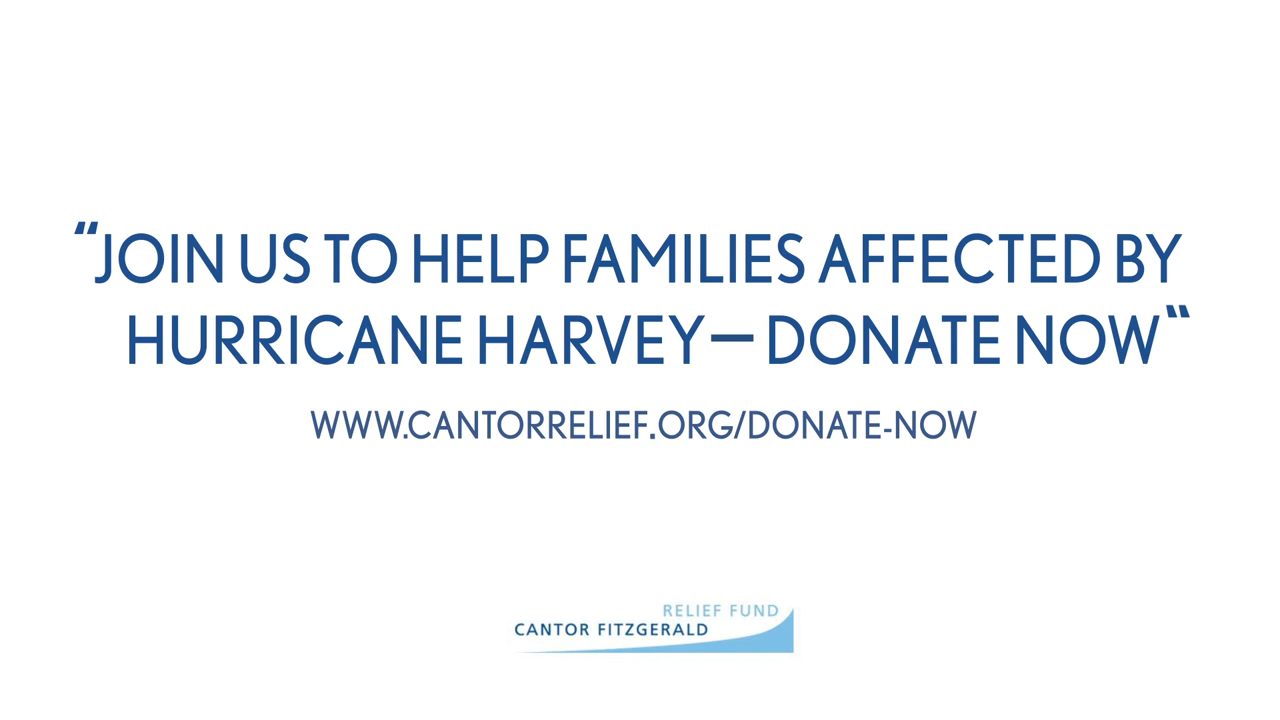 “JOIN US TO HELP FAMILIES AFFECTED BY
HURRICANE HARVEY—DONATE NOW“
WWW.CANTORRELIEF.ORG/DONATE-NOW
RELIEF FUND
CANTOR FITZGERALD